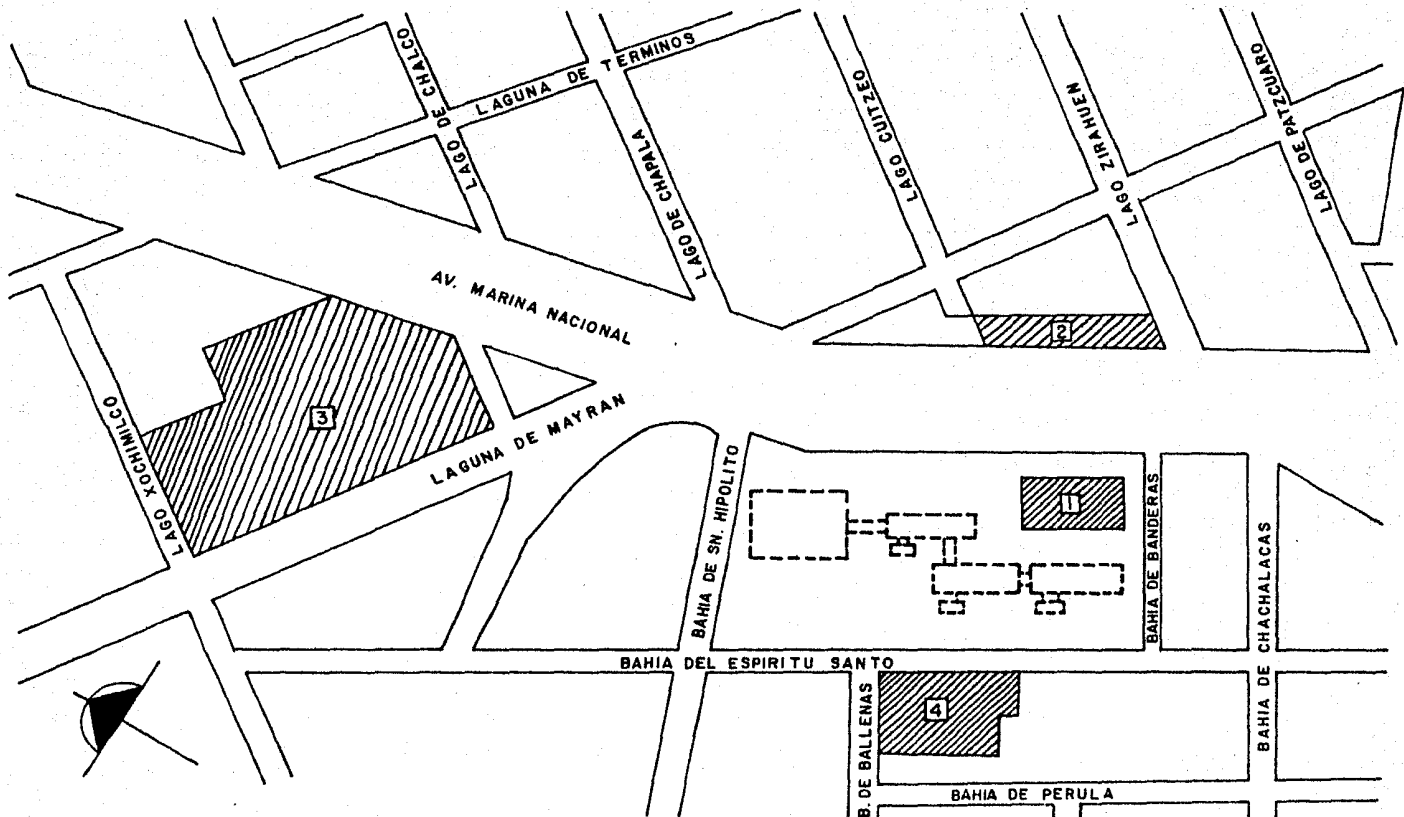 LAGO DE CHALCO
LAGUNA DE TERMINOS
LAGO DE CHAPALA
LAGO CUITZEO
LAGO ZIRAHUEN
LAGO DE PATZCUARO
AV. MARINA NACIONAL
2
3
LAGO XOCHIMILCO
LAGUNA DE MAYRAN
BAHIA DE SN. HIPOLITO
1
BAHIA DE BANDERAS
BAHIA DE CHACHALACAS
BAHIA DEL ESPIRITU SANTO
4
B. DE BALLENAS
BAHIA DE PERULA